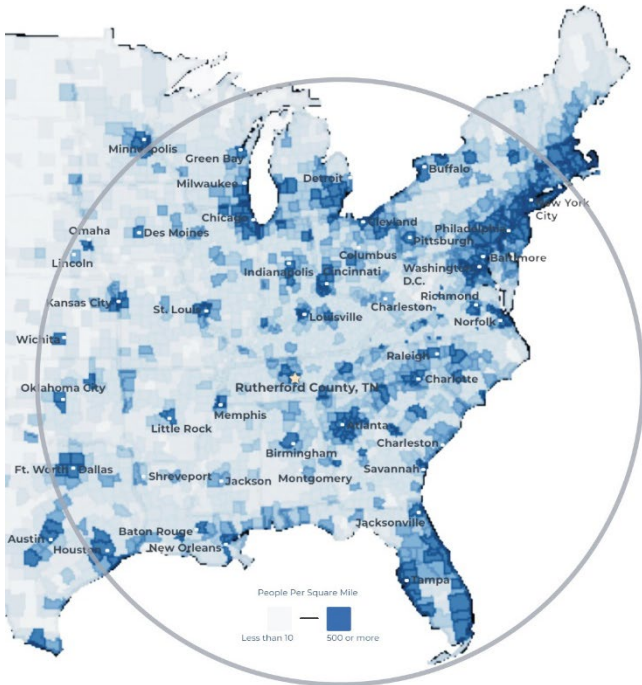 Minneapolis
Green Bay
Milwaukee
Detroit
Buffalo
Chicago
Cleveland
New York
City
Philadelphia
Pittsburgh
Omaha
Des Moines
Lincoln
Columbus
Indianapolis
Cincinnati
Washington
D.C.
Baltimore
Kansas City
St. Louis
Louisville
Charleston
Richmond
Norfolk
Wichita
Raleigh
Oklahoma City
Rutherford County, TN
Charlotte
Memphis
Little Rock
Atlanta
Birmingham
Charleston
Ft. Worth
Dallas
Shreveport
Jackson
Montgomery
Savannah
Jacksonville
Austin
Houston
Baton Rouge
New Orleans
Tampa
People Per Square Mile
Less than 10
500 or more